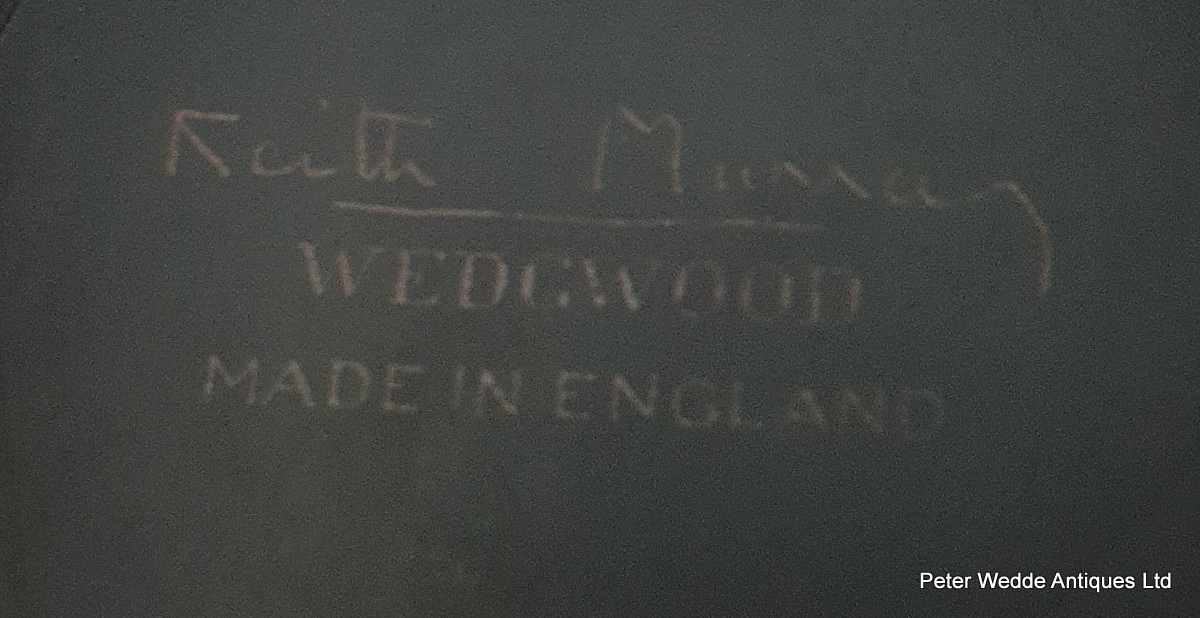 Keith Murray
WEDGWOOD
MADE IN ENGLAND
Peter Wedde Antiques Ltd